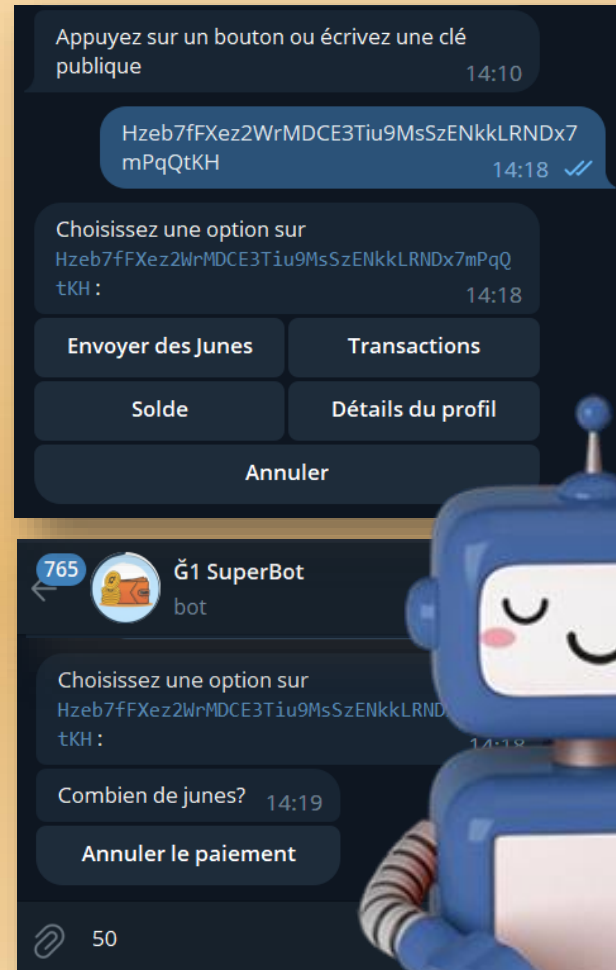 Appuyez sur un bouton ou écrivez une clé
publique
14:10
Hzeb7fFXez2WrMDCE3Tiu9MsSzENkkLRNDx7
mPqQtKH
14:18
Choisissez une option sur
Hzeb7fFXez2WrMDCE3Tiu9MsSzENkkLRNDx7mPqQ
tKH:
14:18
Envoyer des Junes
Transactions
Solde
Détails du profil
Annuler
765
Ğ1 SuperBot
bot
Choisissez une option sur
Hzeb7fFXez2WrMDCE3Tiu9MsSzENkkLRND
tKH:
14:18
Combien de junes?
14:19
Annuler le paiement
50